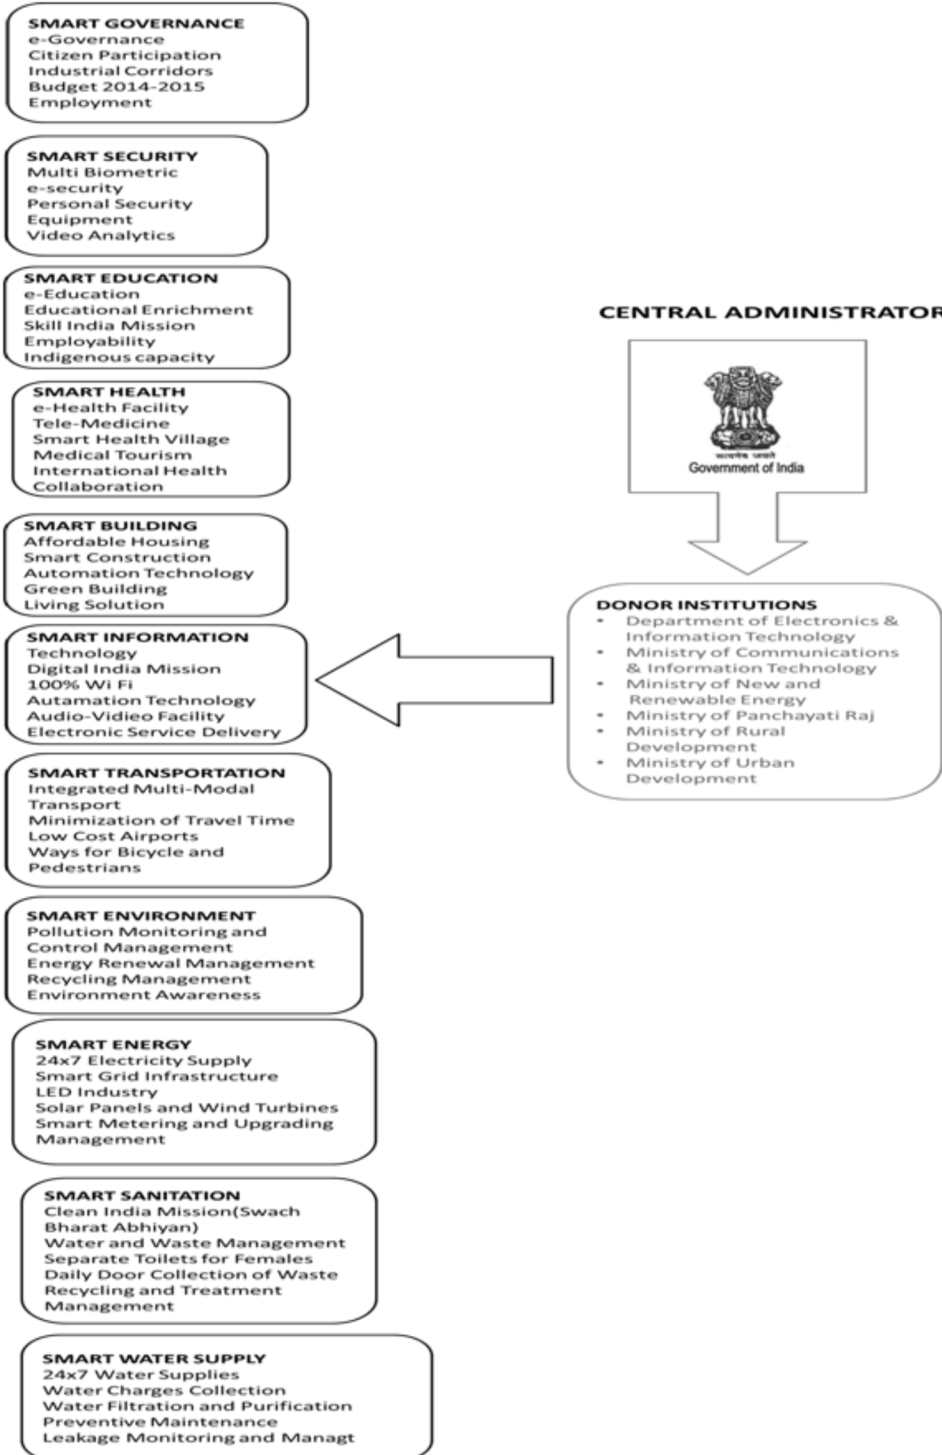 SMART GOVERNANCE
e-Governance
Citizen Participation
Industrial Corridors
Budget 2014-2015
Employment
SMART SECURITY
Multi Biometric
e-security
Personal Security
Equipment
Video Analytics
SMART EDUCATION
e-Education
Educational Enrichment
Skill India Mission
Employability
Indigenous capacity
SMART HEALTH
e-Health Facility
Tele-Medicine
Smart Health Village
Medical Tourism
International Health
Collaboration
SMART BUILDING
Affordable Housing
Smart Construction
Automation Technology
Green Building
Living Solution
SMART INFORMATION
Technology
Digital India Mission
100% Wi Fi
Autamation Technology
Audio-Vidieo Facility
Electronic Service Delivery
SMART TRANSPORTATION
Integrated Multi-Modal
Transport
Minimization of Travel Time
Low Cost Airports
Ways for Bicycle and
Pedestrians
SMART ENVIRONMENT
Pollution Monitoring and
Control Management
Energy Renewal Management
Recycling Management
Environment Awareness
SMART ENERGY
24x7 Electricity Supply
Smart Grid Infrastructure
LED Industry
Solar Panels and Wind Turbines
Smart Metering and Upgrading
Management
SMART SANITATION
Clean India Mission(Swach
Bharat Abhiyan)
Water and Waste Management
Separate Toilets for Females
Daily Door Collection of Waste
Recycling and Treatment
Management
SMART WATER SUPPLY
24x7 Water Supplies
Water Charges Collection
Water Filtration and Purification
Preventive Maintenance
Leakage Monitoring and Managt
CENTRAL ADMINISTRATOR
सत्यमेव जयते
Government of India
DONOR INSTITUTIONS
• Department of Electronics &
Information Technology
• Ministry of Communications
& Information Technology
• Ministry of New and
Renewable Energy
• Ministry of Panchayati Raj
• Ministry of Rural
Development
• Ministry of Urban
Development